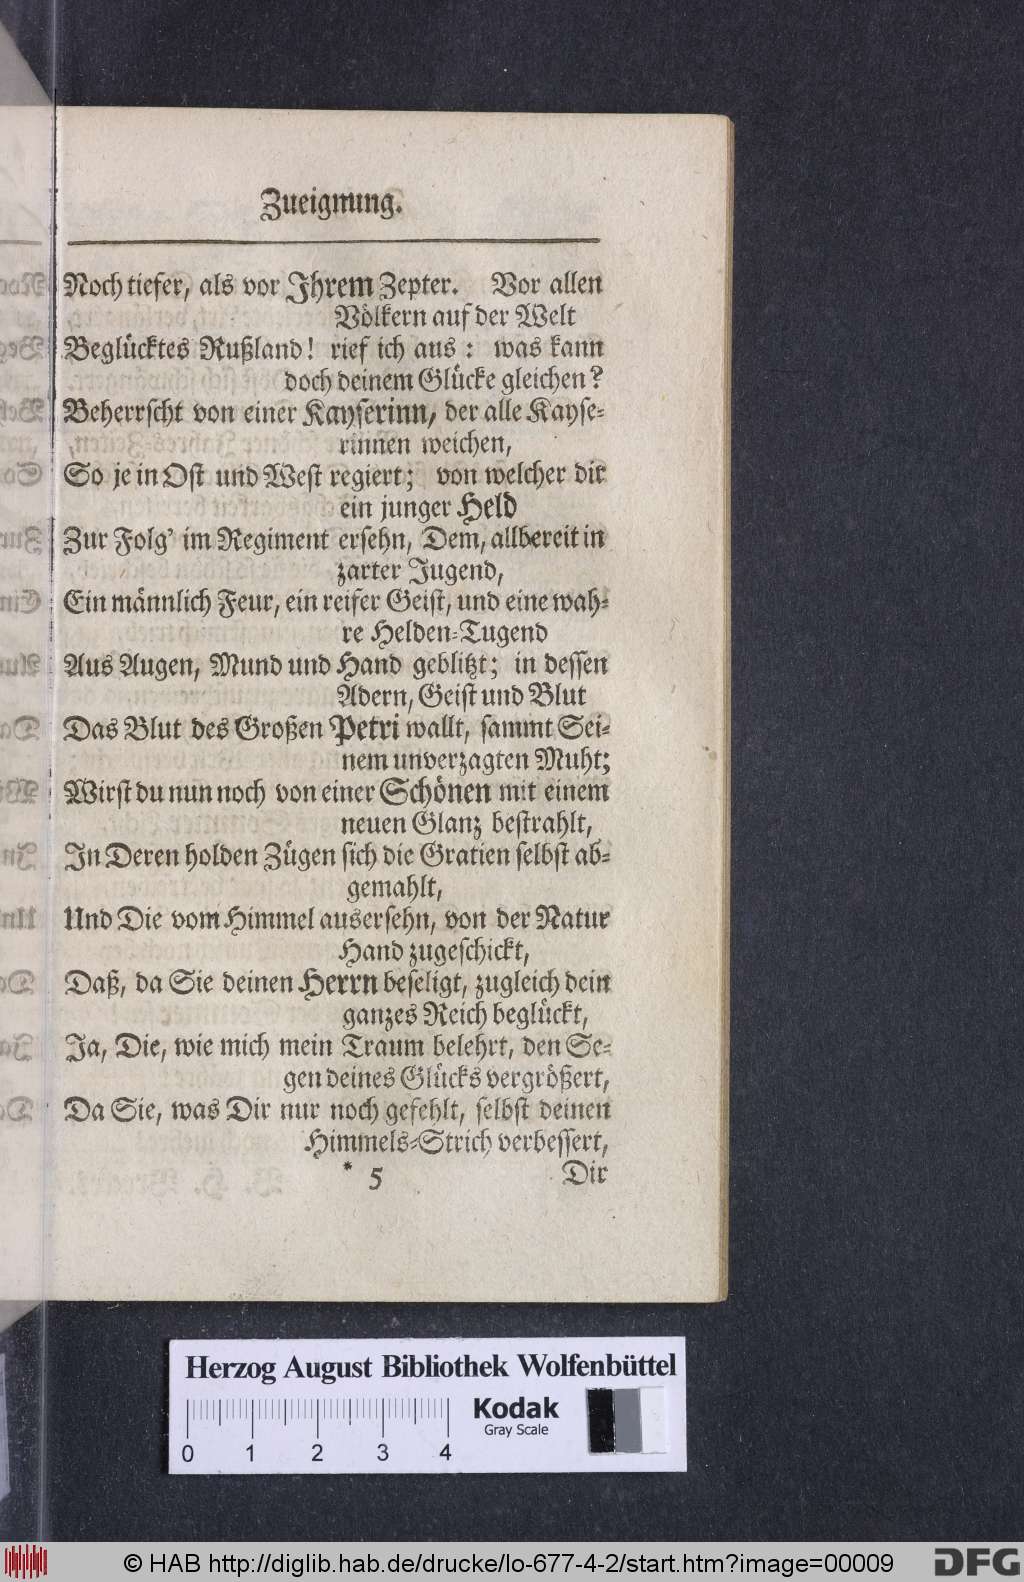 Zueignung.
Noch tiefer, als vor Ihrem Zepter. Vor allen
Völkern auf der Welt
Beglücktes Rußland! rief ich aus: was kann
doch deinem Glücke gleichen?
Beherrscht von einer Kayserinn, der alle Kayse-
rinnen weichen,
So je in Ost und West regiert; von welcher dir
ein junger Held
Zur Folg' im Regiment ersehn, Dem, allbereit in
zarter Jugend,
Ein männlich Feur, ein reifer Geist, und eine wah-
re Helden-Tugend
Aus Augen, Mund und Hand geblitzt; in dessen
Adern, Geist und Blut
Das Blut des Großen Petri wallt, sammt Sei-
nem unverzagten Muht;
Wirst du nun noch von einer Schönen mit einem
neuen Glanz bestrahlt,
In Deren holden Zügen sich die Gratien selbst ab-
gemahlt,
Und Die vom Himmel ausersehn, von der Natur
Hand zugeschickt,
Daß, da Sie deinen Herrn beseligt, zugleich dein
ganzes Reich beglückt,
Ja, Die, wie mich mein Traum belehrt, den Se-
gen deines Glücks vergrößert,
Da Sie, was Dir nur noch gefehlt, selbst deinen
Himmels-Strich verbessert,
* 5 Dir
Herzog August Bibliothek Wolfenbüttel
Kodak
Gray Scale
0 1 2 3 4
© HAB http://diglib.hab.de/drucke/lo-677-4-2/start.htm?image=00009
DFG